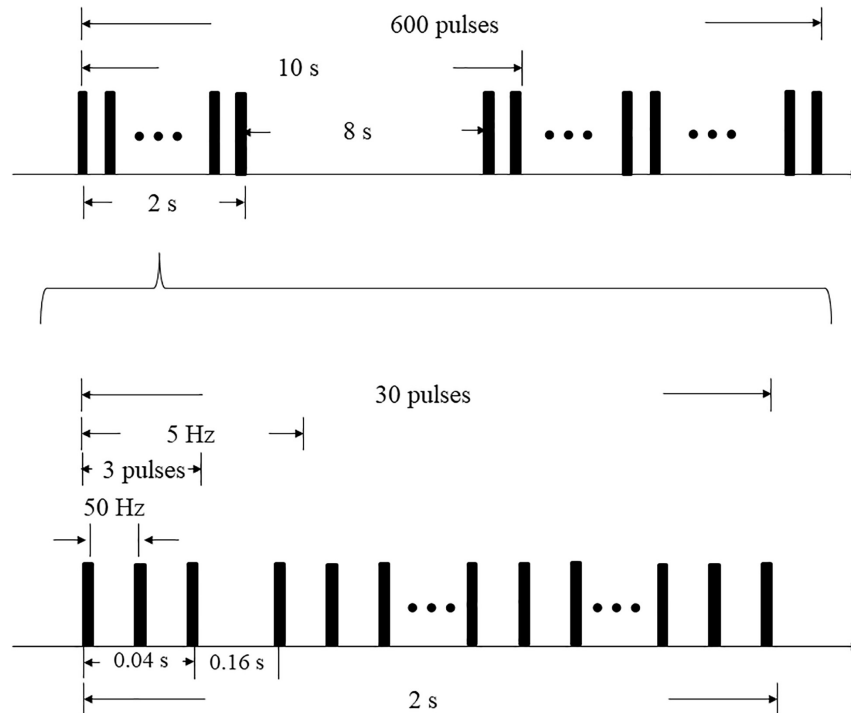 600 pulses
10 s
8 s
2 s
30 pulses
5 Hz
3 pulses
50 Hz
0.04 s
0.16 s
2 s